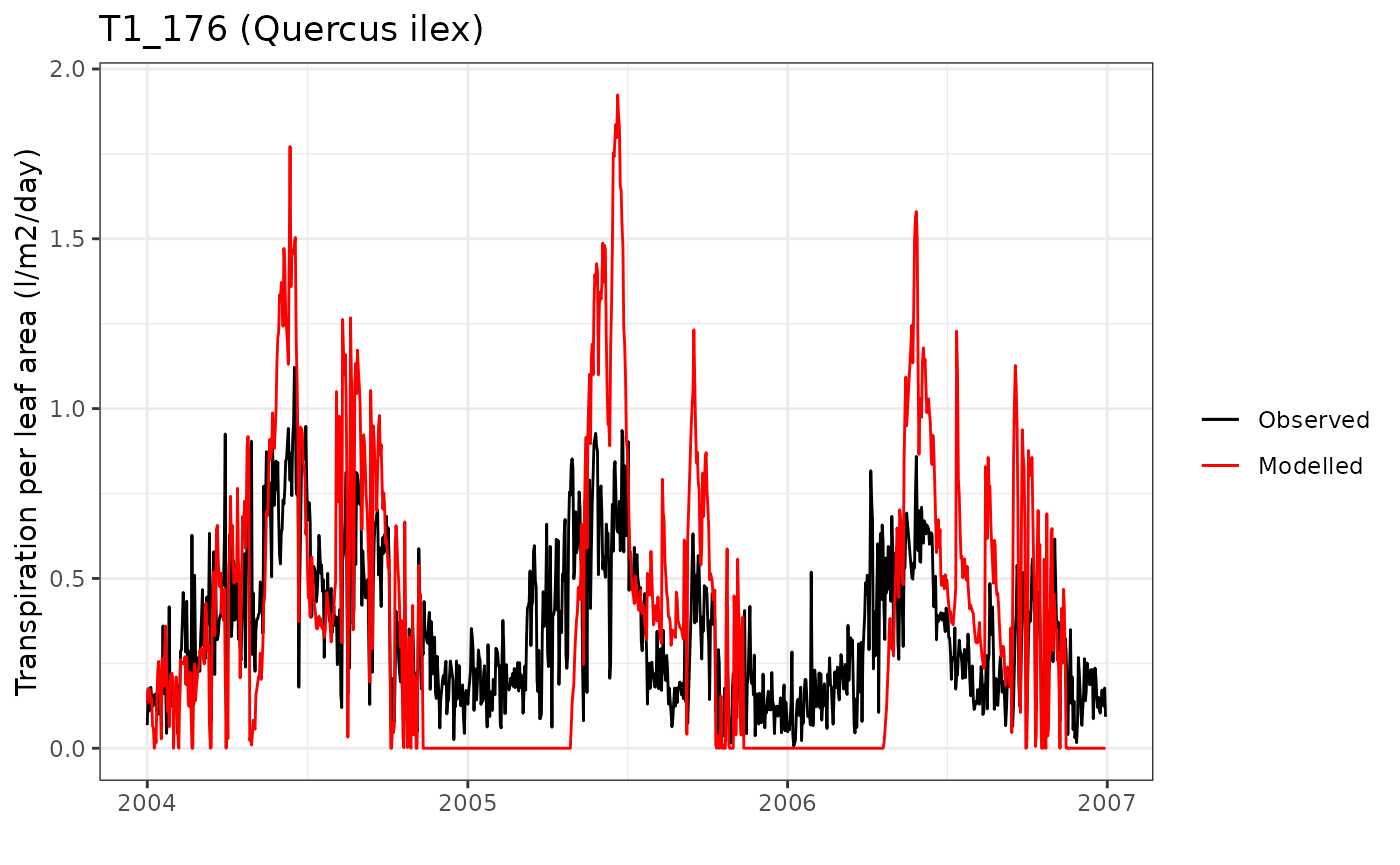 T1_176 (Quercus ilex)
Transpiration per leaf area (l/m2/day)
2.0
1.5
1.0
0.5
0.0
2004
2005
2006
2007
Observed
Modelled